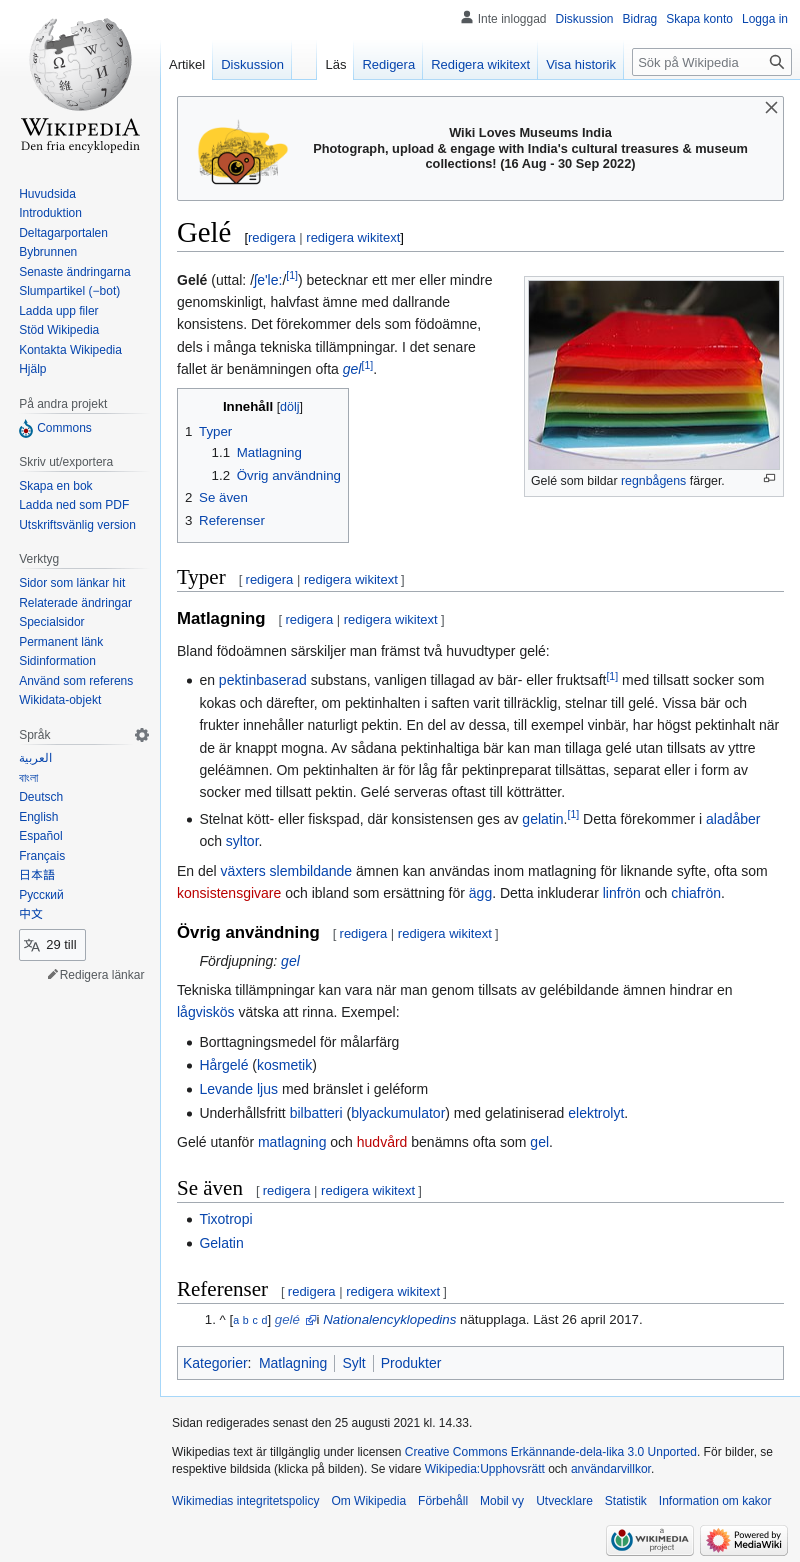 Inte inloggad Diskussion Bidrag Skapa konto Logga in
Artikel Diskussion Läs Redigera Redigera wikitext Visa historik Sök på Wikipedia
WIKIPEDIA
Den fria encyklopedin
Huvudsida
Introduktion
Deltagarportalen
Bybrunnen
Senaste ändringarna
Slumpartikel (−bot)
Ladda upp filer
Stöd Wikipedia
Kontakta Wikipedia
Hjälp
På andra projekt
Commons
Skriv ut/exportera
Skapa en bok
Ladda ned som PDF
Utskriftsvänlig version
Verktyg
Sidor som länkar hit
Relaterade ändringar
Specialsidor
Permanent länk
Sidinformation
Använd som referens
Wikidata-objekt
Språk
العربية
বাংলা
Deutsch
English
Español
Français
日本語
Русский
中文
29 till
Redigera länkar
Wiki Loves Museums India
Photograph, upload & engage with India's cultural treasures & museum
collections! (16 Aug - 30 Sep 2022)
Gelé [redigera | redigera wikitext]
Gelé (uttal: /ʃe'le:/[1]) betecknar ett mer eller mindre
genomskinligt, halvfast ämne med dallrande
konsistens. Det förekommer dels som födoämne,
dels i många tekniska tillämpningar. I det senare
fallet är benämningen ofta gel[1].
Gelé som bildar regnbågens färger.
Innehåll [dölj]
1 Typer
1.1 Matlagning
1.2 Övrig användning
2 Se även
3 Referenser
Typer [ redigera | redigera wikitext ]
Matlagning [ redigera | redigera wikitext ]
Bland födoämnen särskiljer man främst två huvudtyper gelé:
• en pektinbaserad substans, vanligen tillagad av bär- eller fruktsaft[1] med tillsatt socker som
kokas och därefter, om pektinhalten i saften varit tillräcklig, stelnar till gelé. Vissa bär och
frukter innehåller naturligt pektin. En del av dessa, till exempel vinbär, har högst pektinhalt när
de är knappt mogna. Av sådana pektinhaltiga bär kan man tillaga gelé utan tillsats av yttre
geléämnen. Om pektinhalten är för låg får pektinpreparat tillsättas, separat eller i form av
socker med tillsatt pektin. Gelé serveras oftast till kötträtter.
• Stelnat kött- eller fiskspad, där konsistensen ges av gelatin.[1] Detta förekommer i aladåber
och syltor.
En del växters slembildande ämnen kan användas inom matlagning för liknande syfte, ofta som
konsistensgivare och ibland som ersättning för ägg. Detta inkluderar linfrön och chiafrön.
Övrig användning [ redigera | redigera wikitext ]
Fördjupning: gel
Tekniska tillämpningar kan vara när man genom tillsats av gelébildande ämnen hindrar en
lågviskös vätska att rinna. Exempel:
• Borttagningsmedel för målarfärg
• Hårgelé (kosmetik)
• Levande ljus med bränslet i geléform
• Underhållsfritt bilbatteri (blyackumulator) med gelatiniserad elektrolyt.
Gelé utanför matlagning och hudvård benämns ofta som gel.
Se även [ redigera | redigera wikitext ]
• Tixotropi
• Gelatin
Referenser [ redigera | redigera wikitext ]
1. ^ [a b c d] gelé i Nationalencyklopedins nätupplaga. Läst 26 april 2017.
Kategorier: Matlagning | Sylt | Produkter
Sidan redigerades senast den 25 augusti 2021 kl. 14.33.
Wikipedias text är tillgänglig under licensen Creative Commons Erkännande-dela-lika 3.0 Unported. För bilder, se
respektive bildsida (klicka på bilden). Se vidare Wikipedia:Upphovsrätt och användarvillkor.
Wikimedias integritetspolicy Om Wikipedia Förbehåll Mobil vy Utvecklare Statistik Information om kakor
a WIKIMEDIA project
Powered by MediaWiki